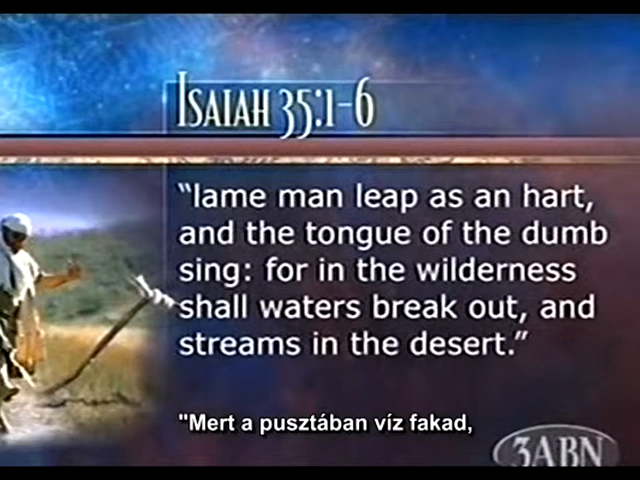 ISAIAH 35:1-6
“lame man leap as an hart,
and the tongue of the dumb
sing: for in the wilderness
shall waters break out, and
streams in the desert.”
"Mert a pusztában víz fakad,
3ABN